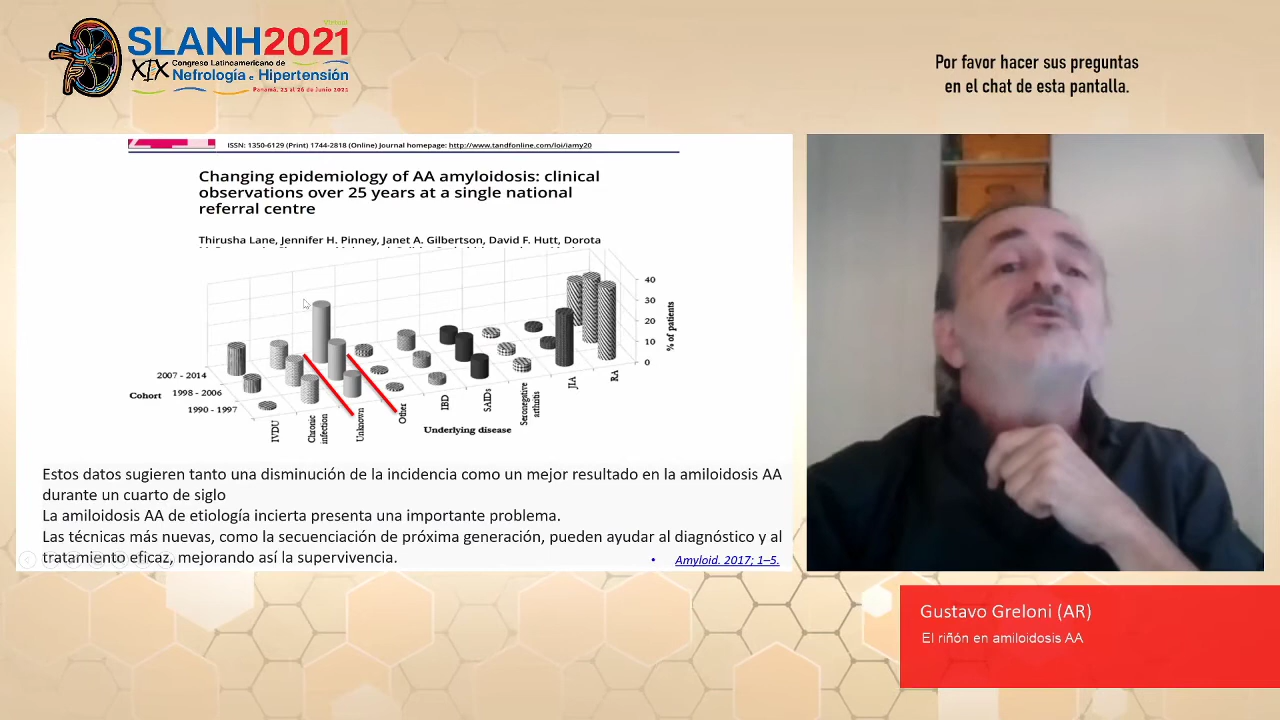 Virtual
SLANH2021
XIX Congreso Latinoamericano de
Nefrología e Hipertensión
Panamá, 23 al 26 de Junio 2021
Por favor hacer sus preguntas
en el chat de esta pantalla.
ISSN: 1350-6129 (Print) 1744-2818 (Online) Journal homepage: http://www.tandfonline.com/loi/iamy20
Changing epidemiology of AA amyloidosis: clinical
observations over 25 years at a single national
referral centre
Thirusha Lane, Jennifer H. Pinney, Janet A. Gilbertson, David F. Hutt, Dorota
40
30
20
10
0
% of patients
2007 - 2014
1998 - 2006
1990 - 1997
Cohort
IVDU
Chronic
infection
Unknown
Other
IBD
SAIDs
Seronegative
arthritis
JIA
RA
Underlying disease
Estos datos sugieren tanto una disminución de la incidencia como un mejor resultado en la amiloidosis AA
durante un cuarto de siglo
La amiloidosis AA de etiología incierta presenta una importante problema.
Las técnicas más nuevas, como la secuenciación de próxima generación, pueden ayudar al diagnóstico y al
tratamiento eficaz, mejorando así la supervivencia.
• Amyloid. 2017; 1–5.
Gustavo Greloni (AR)
El riñón en amiloidosis AA